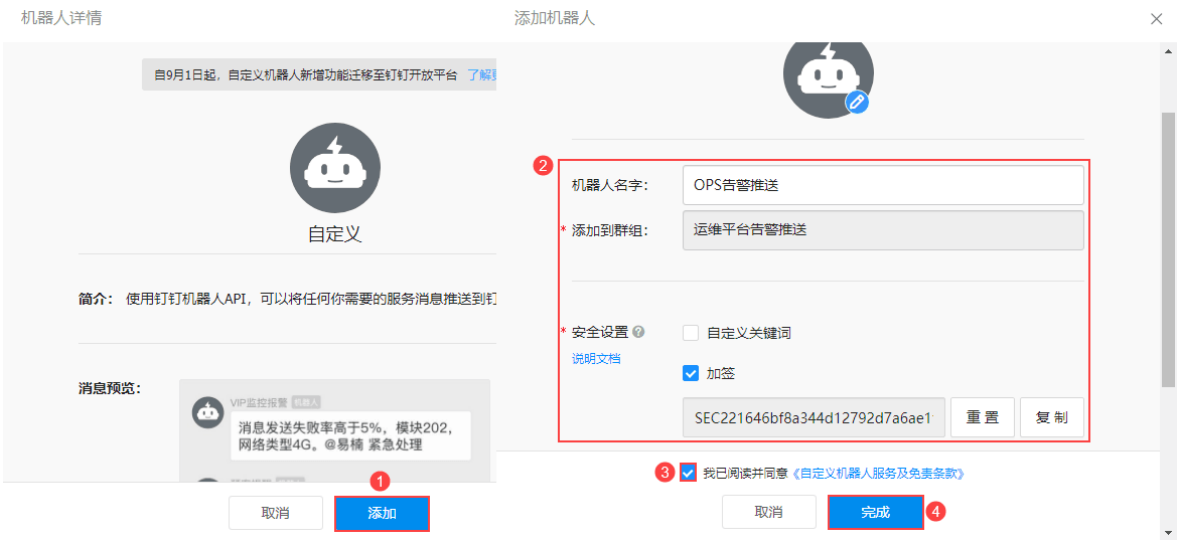 机器人详情
自9月1日起，自定义机器人新增功能迁移至钉钉开放平台 了解
自定义
简介： 使用钉钉机器人API，可以将任何你需要的服务消息推送到钉
消息预览：
VIP监控报警 机器人
消息发送失败率高于5%，模块202，
网络类型4G。@易楠 紧急处理
1
取消
添加
添加机器人
2
机器人名字： OPS告警推送
* 添加到群组： 运维平台告警推送
* 安全设置 ? 自定义关键词
说明文档
加签
SEC221646bf8a344d12792d7a6ae1 重置 复制
3 我已阅读并同意《自定义机器人服务及免责条款》
取消 完成 4